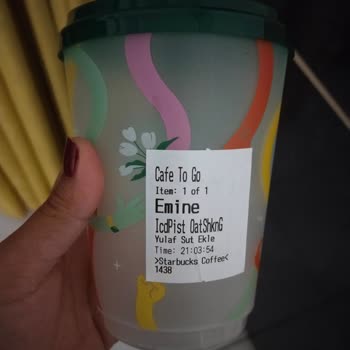 Cafe To Go
Item: 1 of 1
Emine
IcdPist OatShknG
Yulaf Sut Ekle
Time: 21:03:54
>Starbucks Coffee<
1438